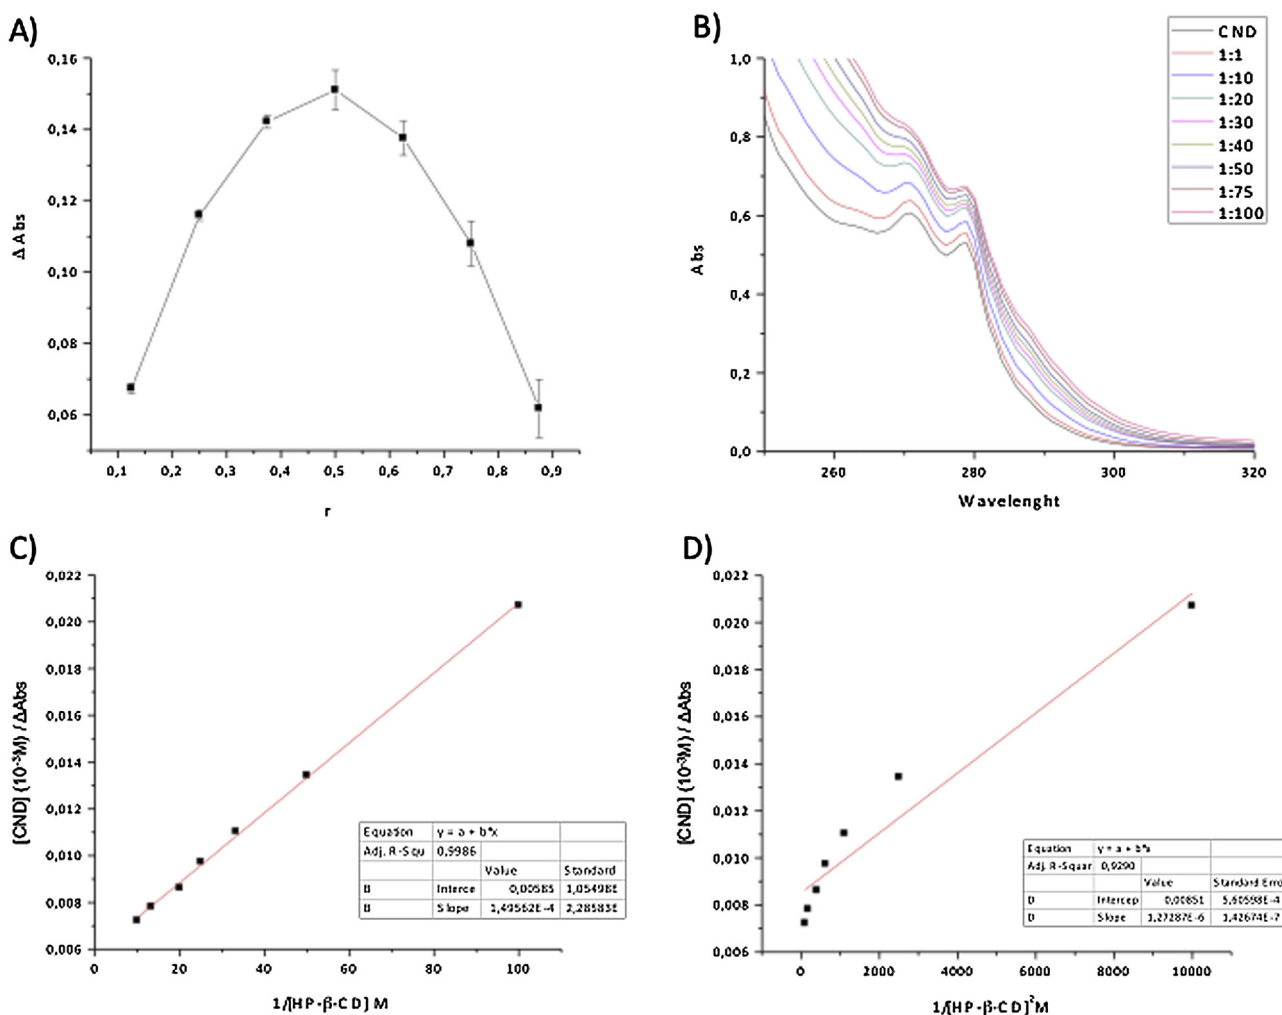 A)
0,16
0,14
0,12
0,10
0,08
0,06
Δ Abs
0,1 0,2 0,3 0,4 0,5 0,6 0,7 0,8 0,9
r
B)
1,0
0,8
0,6
0,4
0,2
0,0
Abs
260 280 300 320
Wavelenght
CND
1:1
1:10
1:20
1:30
1:40
1:50
1:75
1:100
C)
0,022
0,020
0,018
0,016
0,014
0,012
0,010
0,008
0,006
[CND] (10⁻³M) / ΔAbs
0 20 40 60 80 100
1/[HP-β-CD] M
Equation y = a + b*x
Adj. R-Squ 0,9986
Value Standard
B Interce 0,00585 1,05498E
B Slope 1,49562E-4 2,28583E
D)
0,022
0,020
0,018
0,016
0,014
0,012
0,010
0,008
0,006
[CND] (10⁻³M) / ΔAbs
0 2000 4000 6000 8000 10000
1/[HP-β-CD]²M
Equation y = a + b*x
Adj. R-Squar 0,9290
Value Standard Erro
D Intercep 0,00851 5,60598E-4
D Slope 1,27287E-6 1,42674E-7